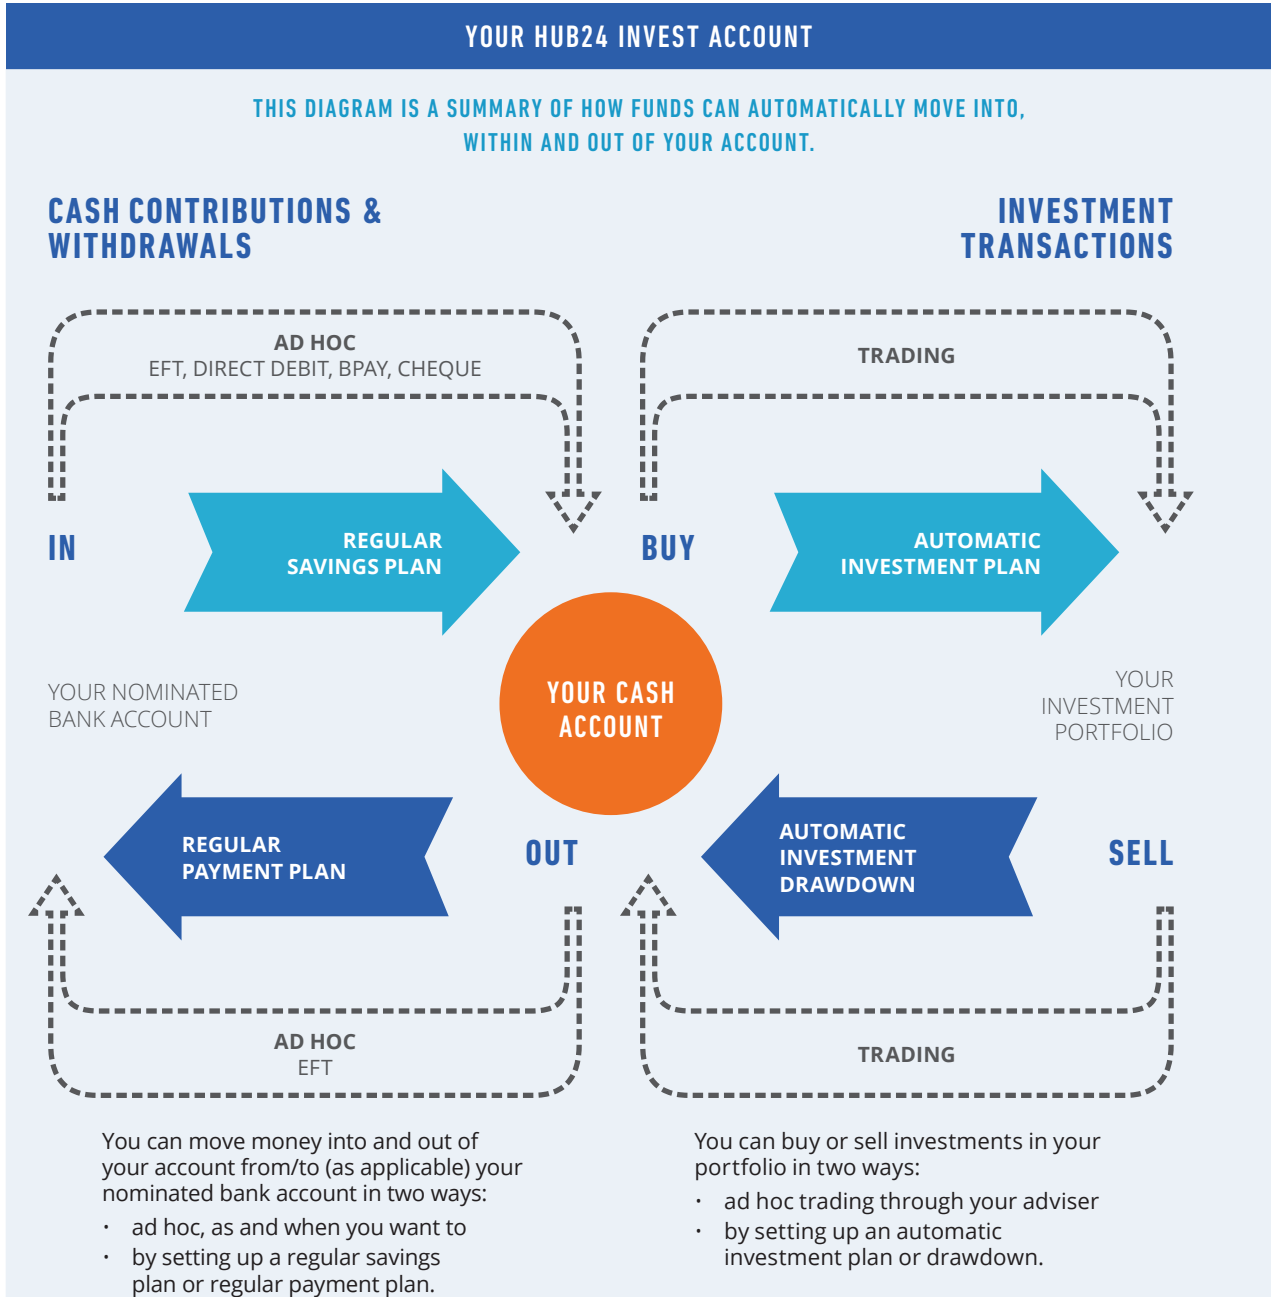 YOUR HUB24 INVEST ACCOUNT
THIS DIAGRAM IS A SUMMARY OF HOW FUNDS CAN AUTOMATICALLY MOVE INTO,
WITHIN AND OUT OF YOUR ACCOUNT.
CASH CONTRIBUTIONS &
WITHDRAWALS
INVESTMENT
TRANSACTIONS
AD HOC
EFT, DIRECT DEBIT, BPAY, CHEQUE
TRADING
IN
REGULAR
SAVINGS PLAN
BUY
AUTOMATIC
INVESTMENT PLAN
YOUR NOMINATED
BANK ACCOUNT
YOUR CASH
ACCOUNT
YOUR
INVESTMENT
PORTFOLIO
REGULAR
PAYMENT PLAN
OUT
AUTOMATIC
INVESTMENT
DRAWDOWN
SELL
AD HOC
EFT
TRADING
You can move money into and out of
your account from/to (as applicable) your
nominated bank account in two ways:
· ad hoc, as and when you want to
· by setting up a regular savings
plan or regular payment plan.
You can buy or sell investments in your
portfolio in two ways:
· ad hoc trading through your adviser
· by setting up an automatic
investment plan or drawdown.